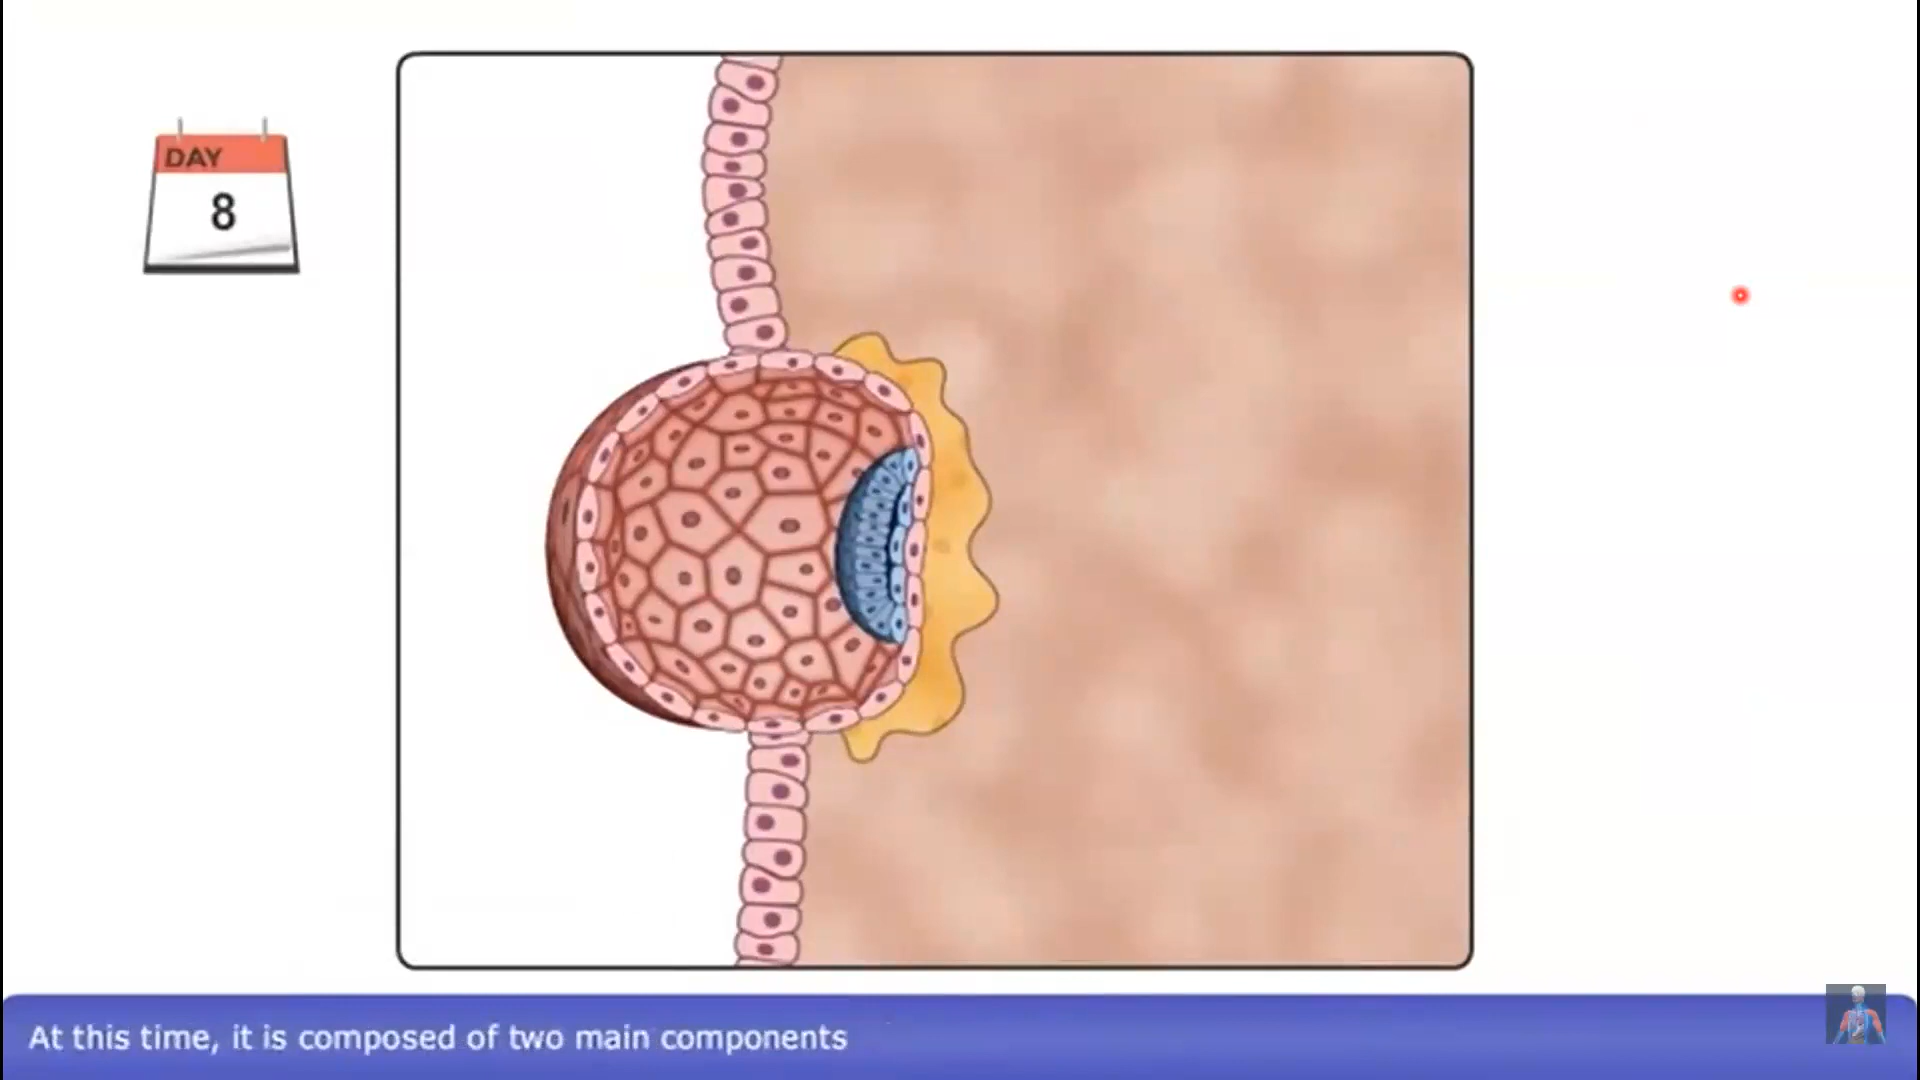 DAY
8
At this time, it is composed of two main components